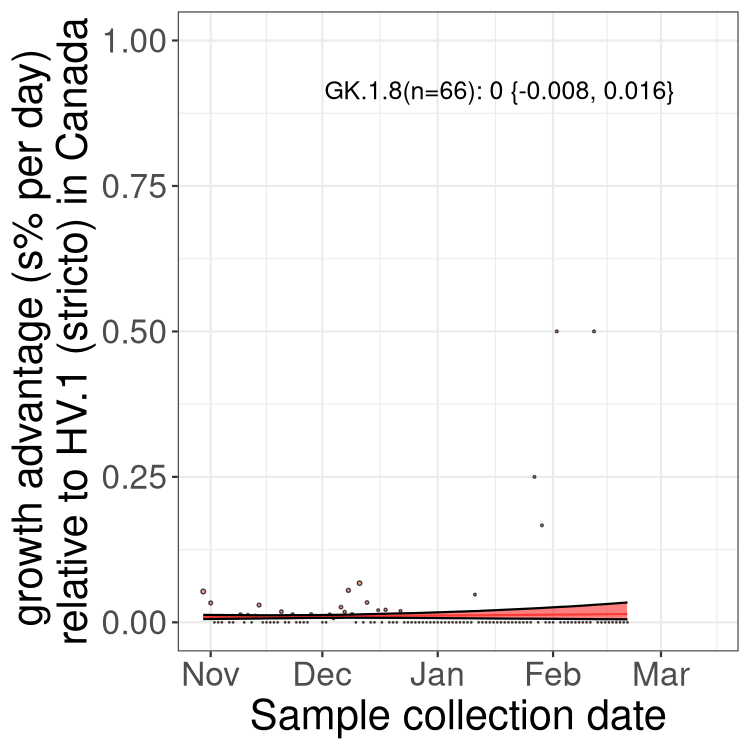 growth advantage (s% per day)
relative to HV.1 (stricto) in Canada
1.00
0.75
0.50
0.25
0.00
GK.1.8(n=66): 0 {-0.008, 0.016}
Nov Dec Jan Feb Mar
Sample collection date